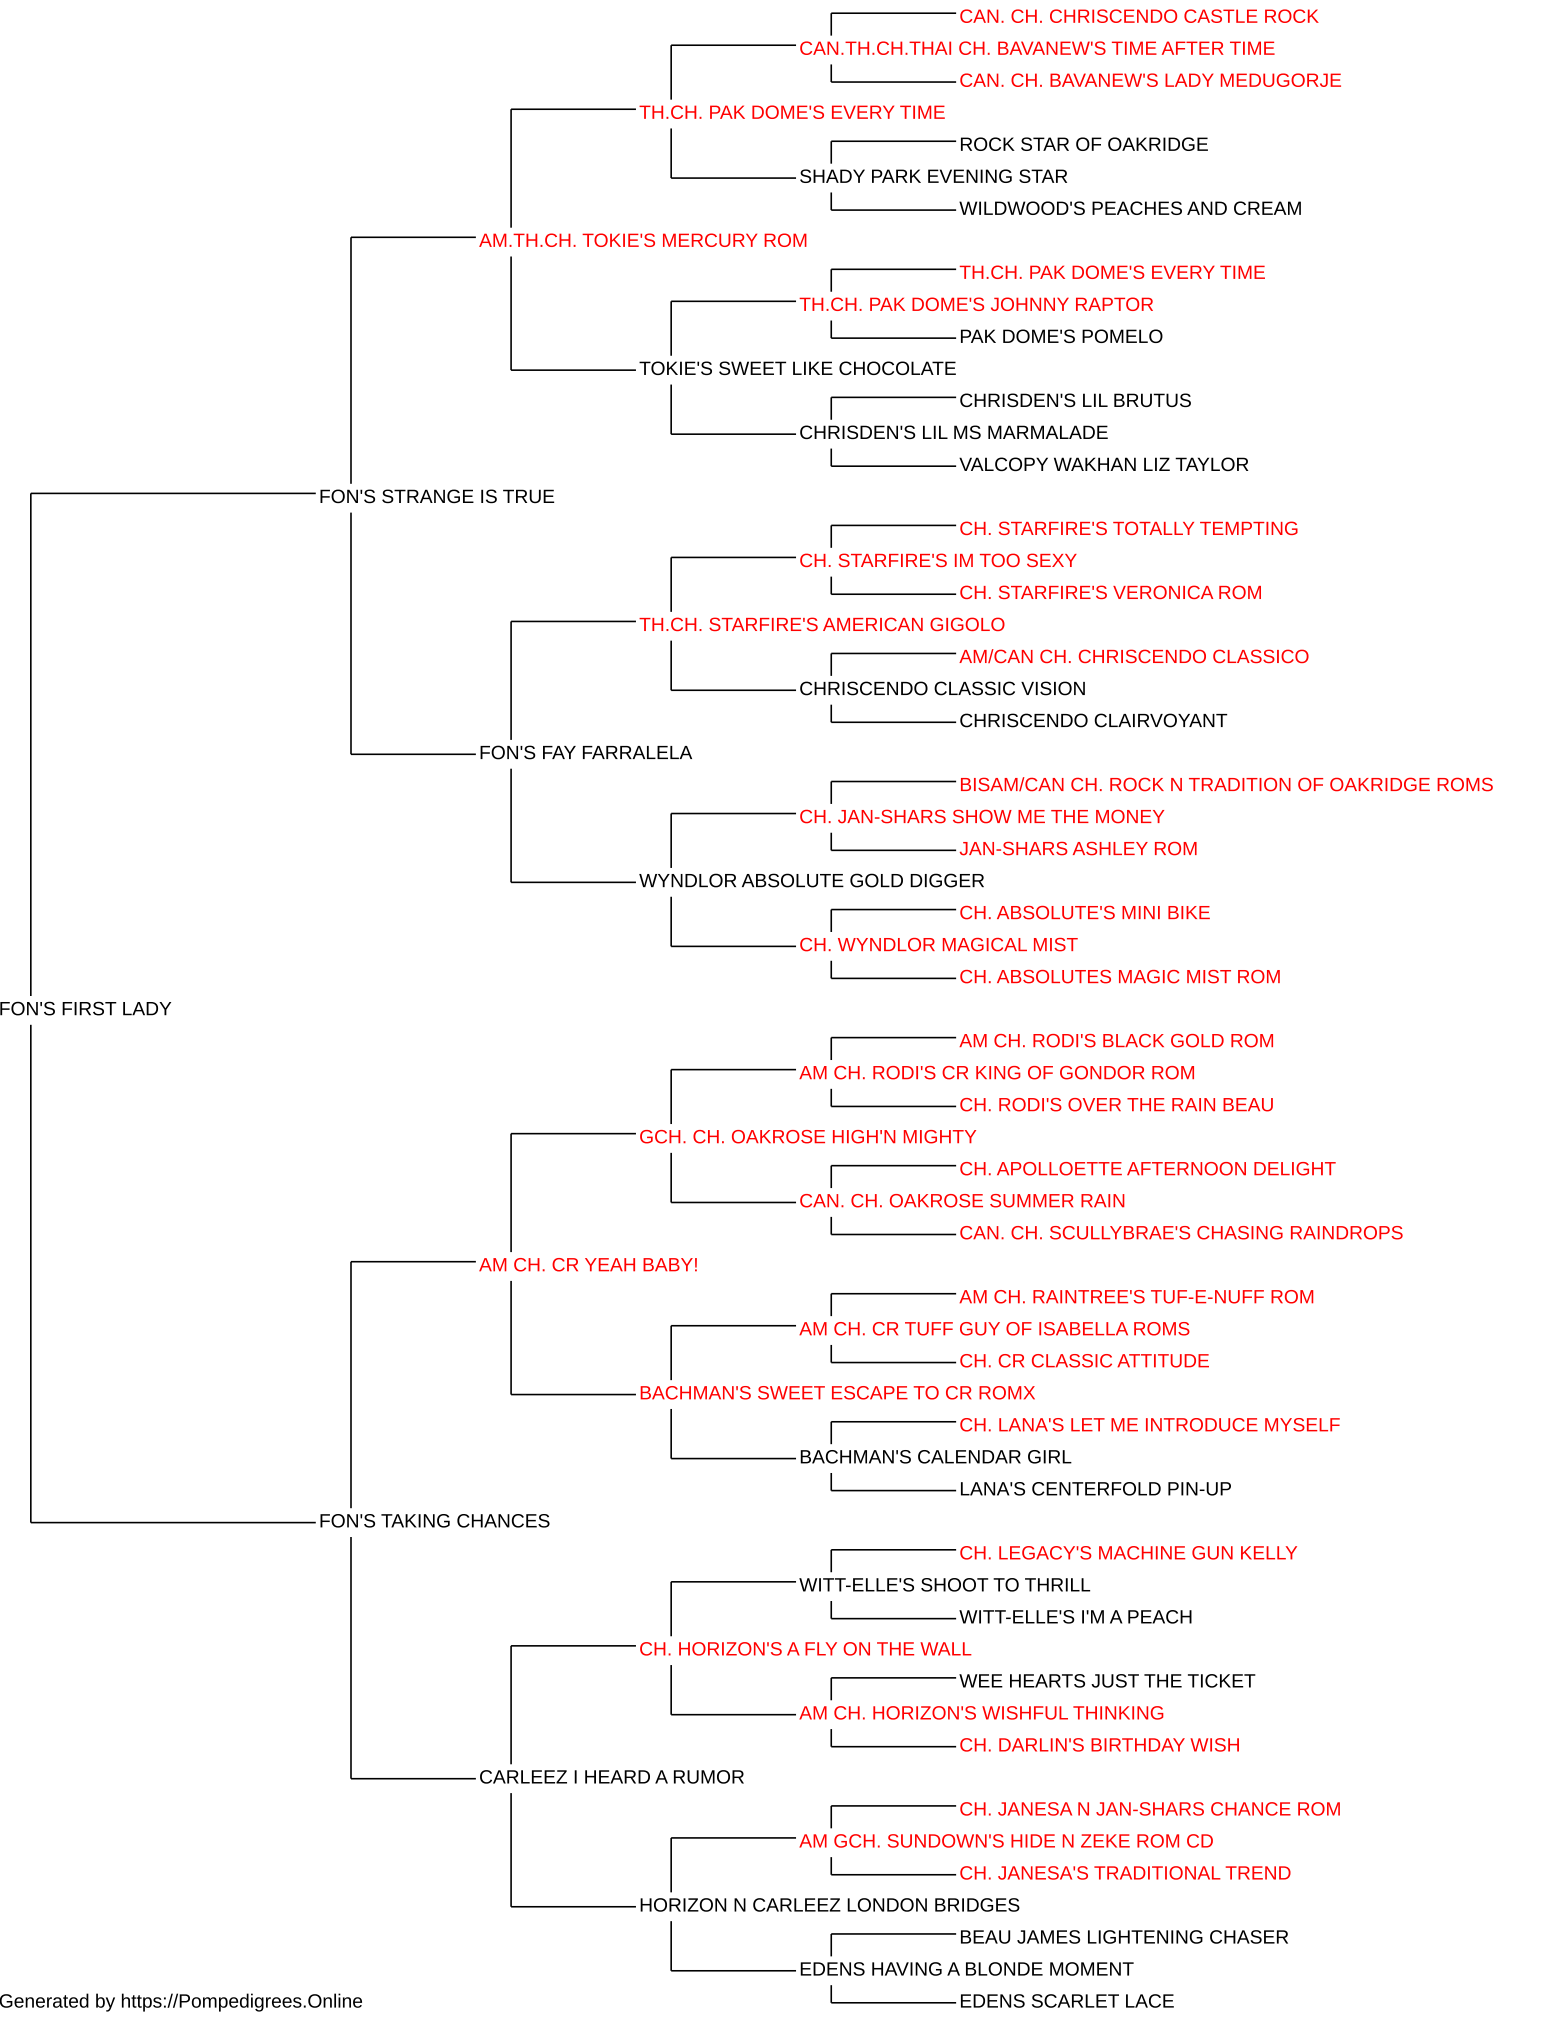 CAN. CH. CHRISCENDO CASTLE ROCK
CAN.TH.CH.THAI CH. BAVANEW'S TIME AFTER TIME
CAN. CH. BAVANEW'S LADY MEDUGORJE
TH.CH. PAK DOME'S EVERY TIME
ROCK STAR OF OAKRIDGE
SHADY PARK EVENING STAR
WILDWOOD'S PEACHES AND CREAM
AM.TH.CH. TOKIE'S MERCURY ROM
TH.CH. PAK DOME'S EVERY TIME
TH.CH. PAK DOME'S JOHNNY RAPTOR
PAK DOME'S POMELO
TOKIE'S SWEET LIKE CHOCOLATE
CHRISDEN'S LIL BRUTUS
CHRISDEN'S LIL MS MARMALADE
VALCOPY WAKHAN LIZ TAYLOR
FON'S STRANGE IS TRUE
CH. STARFIRE'S TOTALLY TEMPTING
CH. STARFIRE'S IM TOO SEXY
CH. STARFIRE'S VERONICA ROM
TH.CH. STARFIRE'S AMERICAN GIGOLO
AM/CAN CH. CHRISCENDO CLASSICO
CHRISCENDO CLASSIC VISION
CHRISCENDO CLAIRVOYANT
FON'S FAY FARRALELA
BISAM/CAN CH. ROCK N TRADITION OF OAKRIDGE ROMS
CH. JAN-SHARS SHOW ME THE MONEY
JAN-SHARS ASHLEY ROM
WYNDLOR ABSOLUTE GOLD DIGGER
CH. ABSOLUTE'S MINI BIKE
CH. WYNDLOR MAGICAL MIST
CH. ABSOLUTES MAGIC MIST ROM
FON'S FIRST LADY
AM CH. RODI'S BLACK GOLD ROM
AM CH. RODI'S CR KING OF GONDOR ROM
CH. RODI'S OVER THE RAIN BEAU
GCH. CH. OAKROSE HIGH'N MIGHTY
CH. APOLLOETTE AFTERNOON DELIGHT
CAN. CH. OAKROSE SUMMER RAIN
CAN. CH. SCULLYBRAE'S CHASING RAINDROPS
AM CH. CR YEAH BABY!
AM CH. RAINTREE'S TUF-E-NUFF ROM
AM CH. CR TUFF GUY OF ISABELLA ROMS
CH. CR CLASSIC ATTITUDE
BACHMAN'S SWEET ESCAPE TO CR ROMX
CH. LANA'S LET ME INTRODUCE MYSELF
BACHMAN'S CALENDAR GIRL
LANA'S CENTERFOLD PIN-UP
FON'S TAKING CHANCES
CH. LEGACY'S MACHINE GUN KELLY
WITT-ELLE'S SHOOT TO THRILL
WITT-ELLE'S I'M A PEACH
CH. HORIZON'S A FLY ON THE WALL
WEE HEARTS JUST THE TICKET
AM CH. HORIZON'S WISHFUL THINKING
CH. DARLIN'S BIRTHDAY WISH
CARLEEZ I HEARD A RUMOR
CH. JANESA N JAN-SHARS CHANCE ROM
AM GCH. SUNDOWN'S HIDE N ZEKE ROM CD
CH. JANESA'S TRADITIONAL TREND
HORIZON N CARLEEZ LONDON BRIDGES
BEAU JAMES LIGHTENING CHASER
EDENS HAVING A BLONDE MOMENT
EDENS SCARLET LACE
Generated by https://Pompedigrees.Online